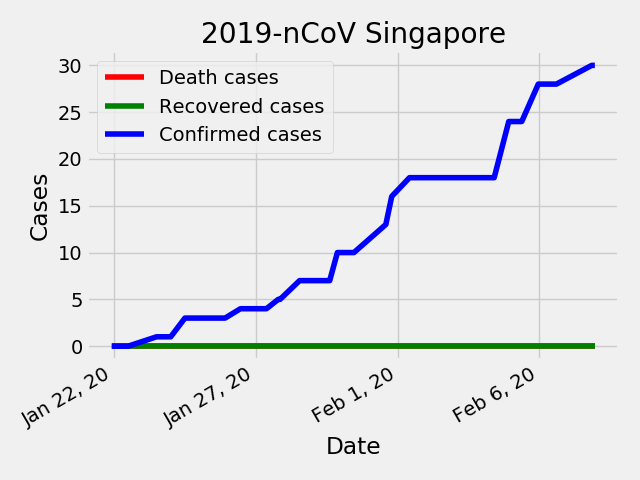 2019-nCoV Singapore
Death cases
Recovered cases
Confirmed cases
30
25
20
15
10
5
0
Cases
Jan 22, 20
Jan 27, 20
Feb 1, 20
Feb 6, 20
Date